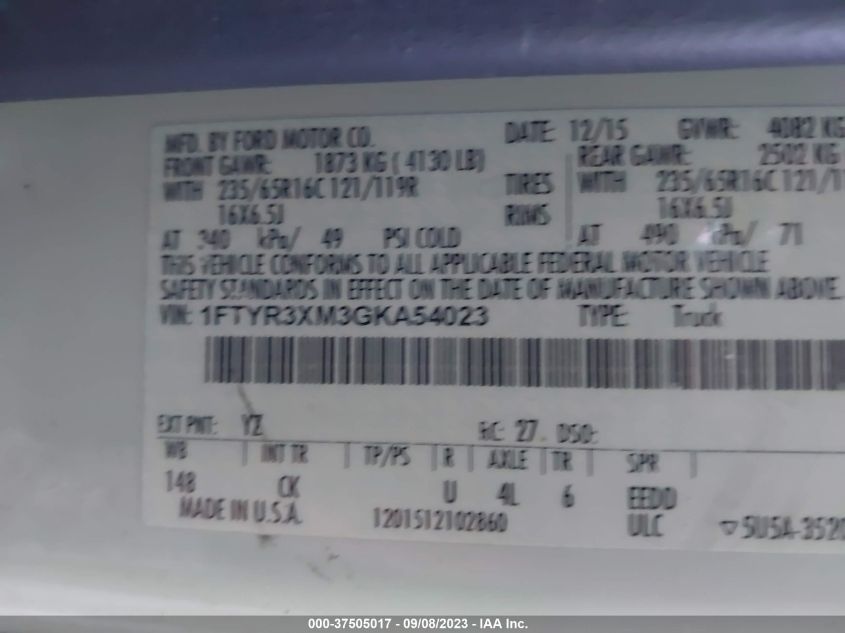 MFD. BY FORD MOTOR CO. DATE: 12/15 GVWR: 4082 KG
FRONT GAWR: 1873 KG ( 4130 LB) REAR GAWR: 2502 KG
WITH 235/65R16C 121/119R TIRES WITH 235/65R16C 121/11
16X6.5J RIMS 16X6.5J
AT 340 kPa/ 49 PSI COLD AT 490 kPa/ 71
THIS VEHICLE CONFORMS TO ALL APPLICABLE FEDERAL MOTOR VEHICLE
SAFETY STANDARDS IN EFFECT ON THE DATE OF MANUFACTURE SHOWN ABOVE.
VIN: 1FTYR3XM3GKA54023 TYPE: Truck
EXT PNT: YZ RC: 27 DSO:
WB INT TR TP/PS R AXLE TR SPR
148 CK U 4L 6 EEDD
MADE IN U.S.A. 1201512102860 ULC ▽5U5A-3520
000-37505017 - 09/08/2023 - IAA Inc.